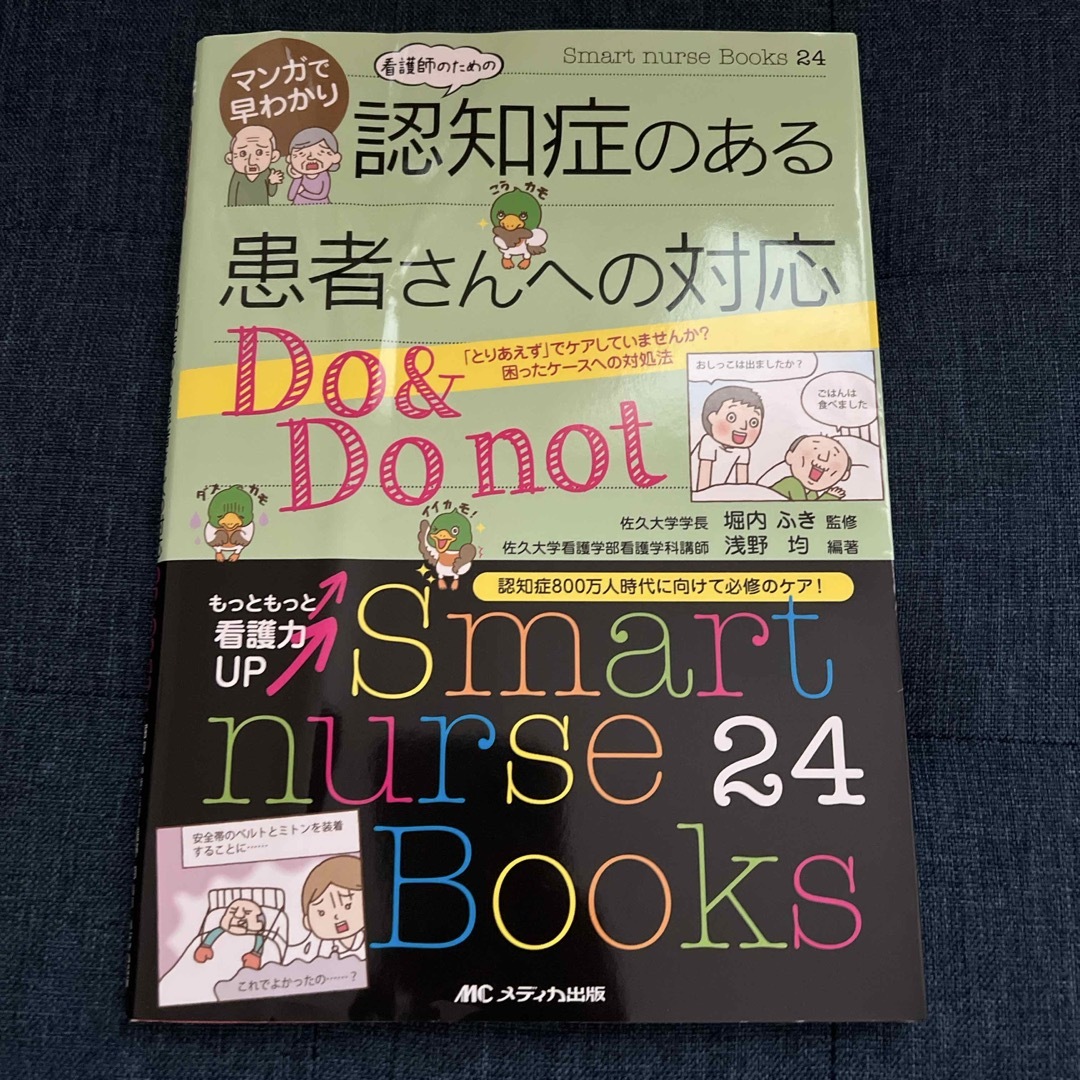 Smart nurse Books 24
マンガで
早わかり
看護師のための
認知症のある
こう カモ
患者さんへの対応
「とりあえず」でケアしていませんか?
困ったケースへの対処法
Do&
Do not
おしっこは出ましたか?
ごはんは
食べました
ダメ カモ
イイカモ!
佐久大学学長 堀内 ふき 監修
佐久大学看護学部看護学科講師 浅野 均 編著
認知症800万人時代に向けて必修のケア!
もっともっと
看護力
UP
Smart
nurse 24
Books
安全帯のベルトとミトンを装着
することに……
これでよかったの……?
MC メディカ出版